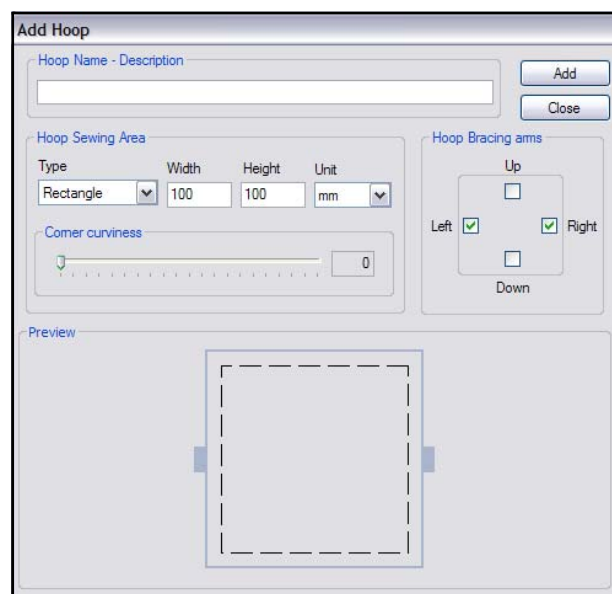 Add Hoop
Hoop Name - Description
Add
Close
Hoop Sewing Area
Type Width Height Unit
Rectangle 100 100 mm
Corner curviness
0
Hoop Bracing arms
Up
Left Right
Down
Preview